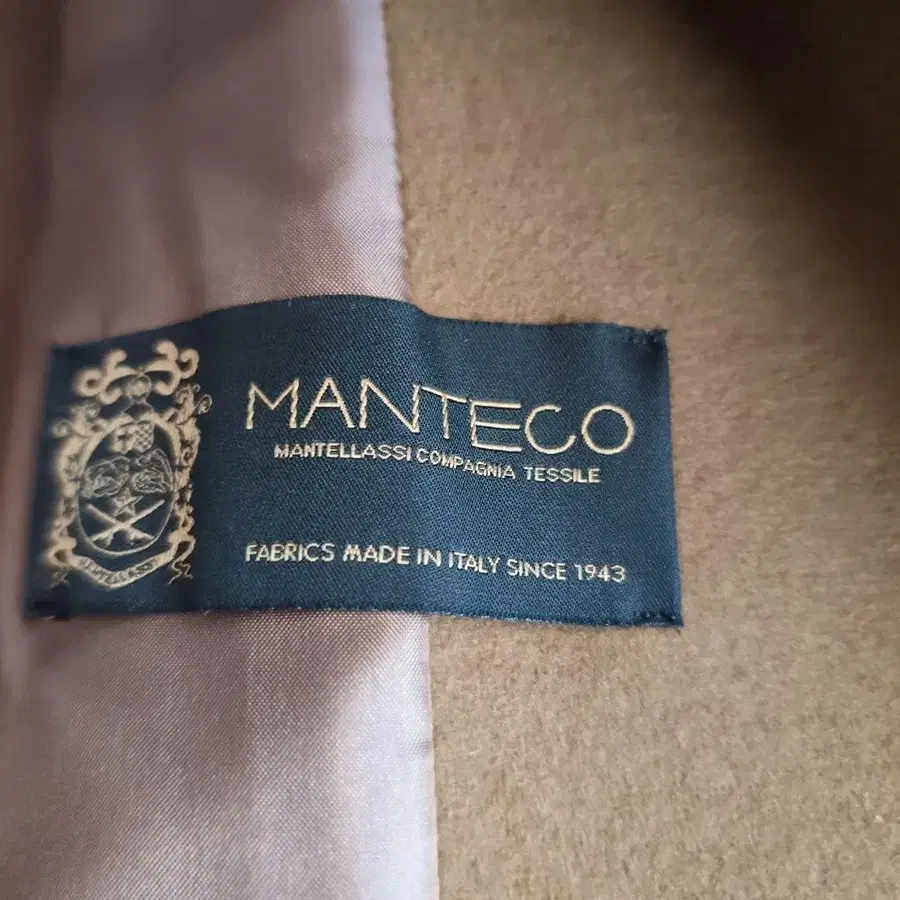 MANTECO
MANTELLASSI COMPAGNIA TESSILE
FABRICS MADE IN ITALY SINCE 1943